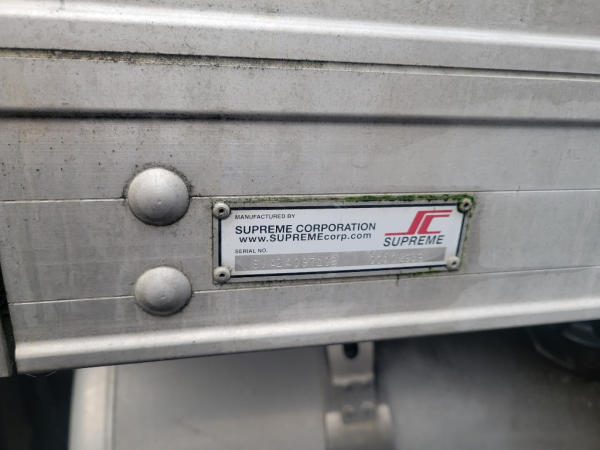 MANUFACTURED BY
SUPREME CORPORATION
www.SUPREMEcorp.com
SERIAL NO.
SUPREME